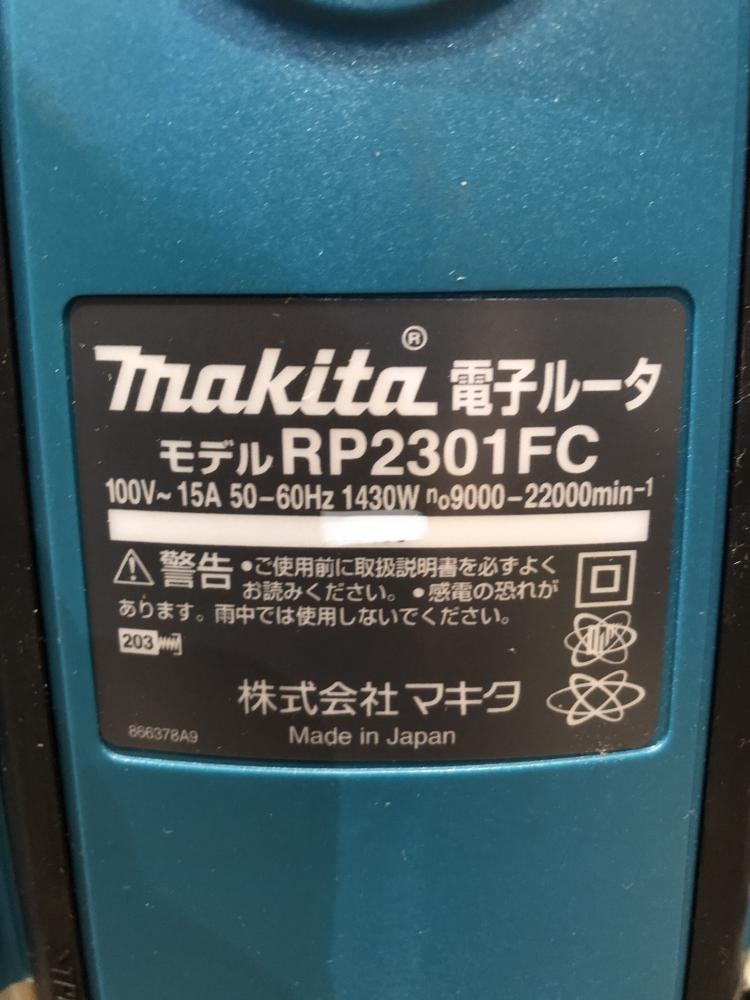 makita® 電子ルータ
モデル RP2301FC
100V~ 15A 50-60Hz 1430W n₀9000-22000min⁻¹
⚠警告 •ご使用前に取扱説明書を必ずよく
お読みください。 •感電の恐れが
あります。雨中では使用しないでください。
203
株式会社 マキタ
866378A9 Made in Japan